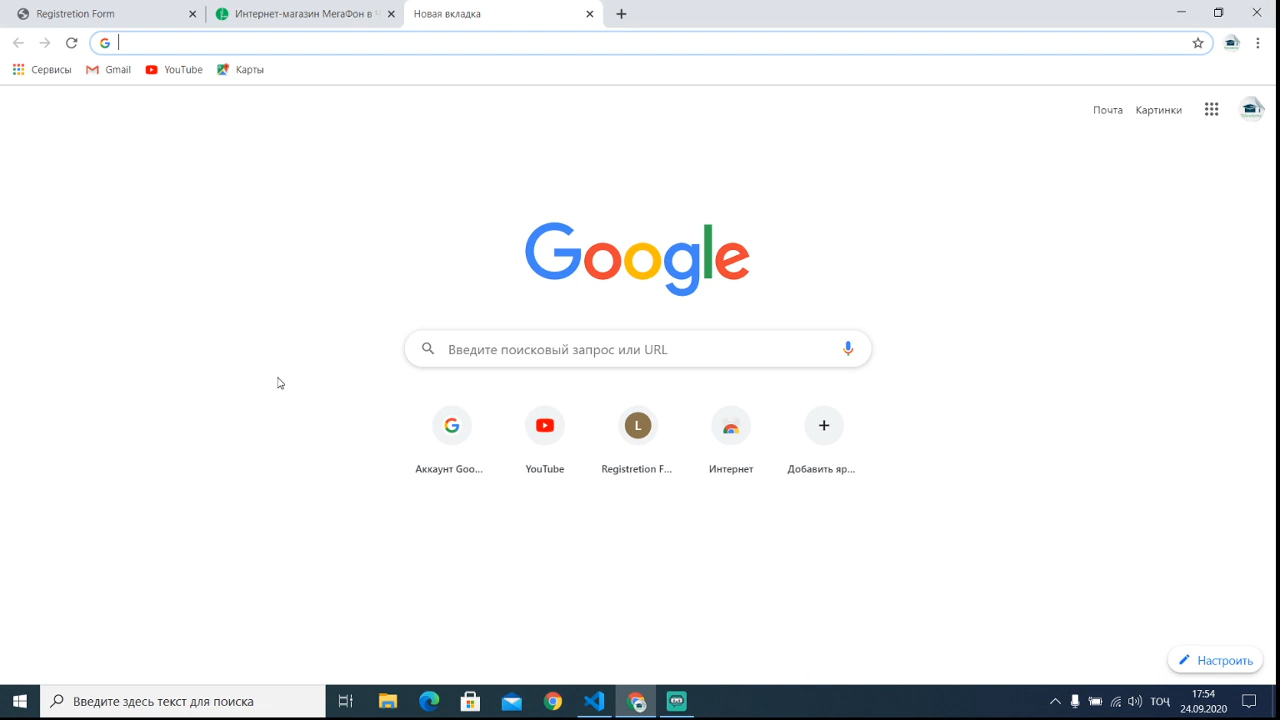 Registretion Form
Интернет-магазин МегаФон в Ч
Новая вкладка
Сервисы
Gmail
YouTube
Карты
Почта
Картинки
Google
Введите поисковый запрос или URL
Аккаунт Goo...
YouTube
Registretion F...
Интернет
Добавить яр...
L
Настроить
Введите здесь текст для поиска
ТОҶ
17:54
24.09.2020